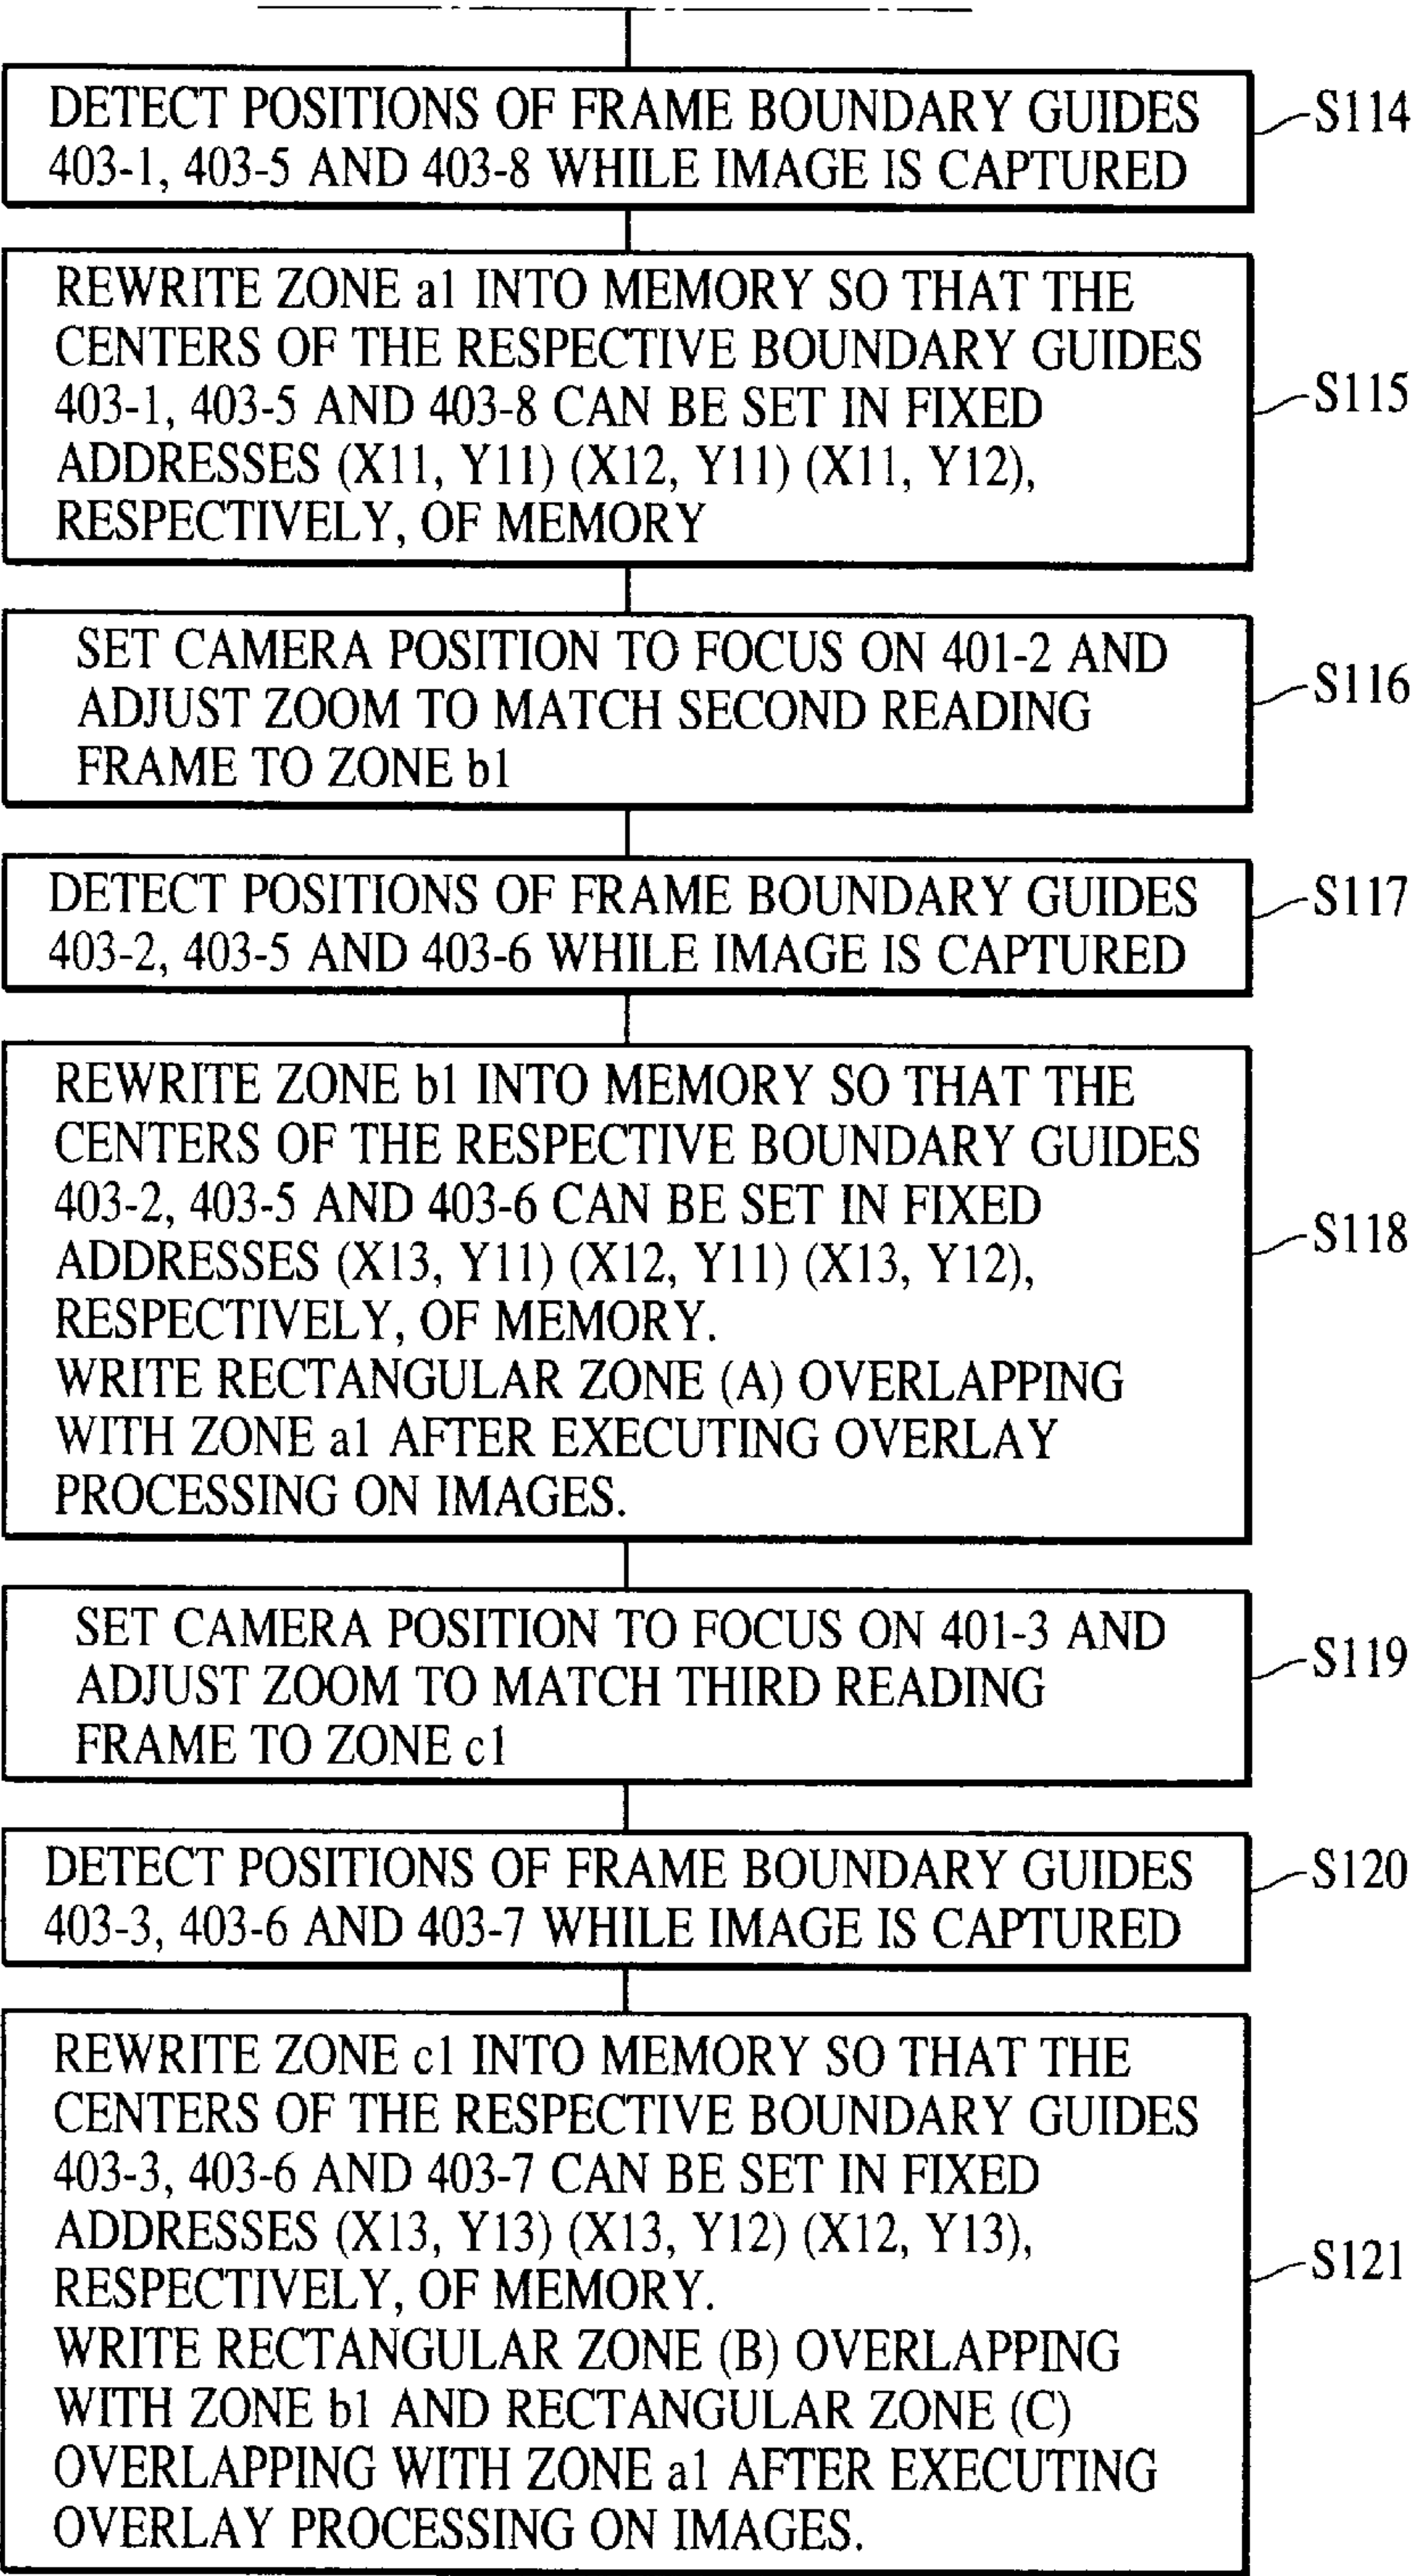 DETECT POSITIONS OF FRAME BOUNDARY GUIDES
403-1, 403-5 AND 403-8 WHILE IMAGE IS CAPTURED
S114
REWRITE ZONE a1 INTO MEMORY SO THAT THE
CENTERS OF THE RESPECTIVE BOUNDARY GUIDES
403-1, 403-5 AND 403-8 CAN BE SET IN FIXED
ADDRESSES (X11, Y11) (X12, Y11) (X11, Y12),
RESPECTIVELY, OF MEMORY
S115
SET CAMERA POSITION TO FOCUS ON 401-2 AND
ADJUST ZOOM TO MATCH SECOND READING
FRAME TO ZONE b1
S116
DETECT POSITIONS OF FRAME BOUNDARY GUIDES
403-2, 403-5 AND 403-6 WHILE IMAGE IS CAPTURED
S117
REWRITE ZONE b1 INTO MEMORY SO THAT THE
CENTERS OF THE RESPECTIVE BOUNDARY GUIDES
403-2, 403-5 AND 403-6 CAN BE SET IN FIXED
ADDRESSES (X13, Y11) (X12, Y11) (X13, Y12),
RESPECTIVELY, OF MEMORY.
WRITE RECTANGULAR ZONE (A) OVERLAPPING
WITH ZONE a1 AFTER EXECUTING OVERLAY
PROCESSING ON IMAGES.
S118
SET CAMERA POSITION TO FOCUS ON 401-3 AND
ADJUST ZOOM TO MATCH THIRD READING
FRAME TO ZONE c1
S119
DETECT POSITIONS OF FRAME BOUNDARY GUIDES
403-3, 403-6 AND 403-7 WHILE IMAGE IS CAPTURED
S120
REWRITE ZONE c1 INTO MEMORY SO THAT THE
CENTERS OF THE RESPECTIVE BOUNDARY GUIDES
403-3, 403-6 AND 403-7 CAN BE SET IN FIXED
ADDRESSES (X13, Y13) (X13, Y12) (X12, Y13),
RESPECTIVELY, OF MEMORY.
WRITE RECTANGULAR ZONE (B) OVERLAPPING
WITH ZONE b1 AND RECTANGULAR ZONE (C)
OVERLAPPING WITH ZONE a1 AFTER EXECUTING
OVERLAY PROCESSING ON IMAGES.
S121